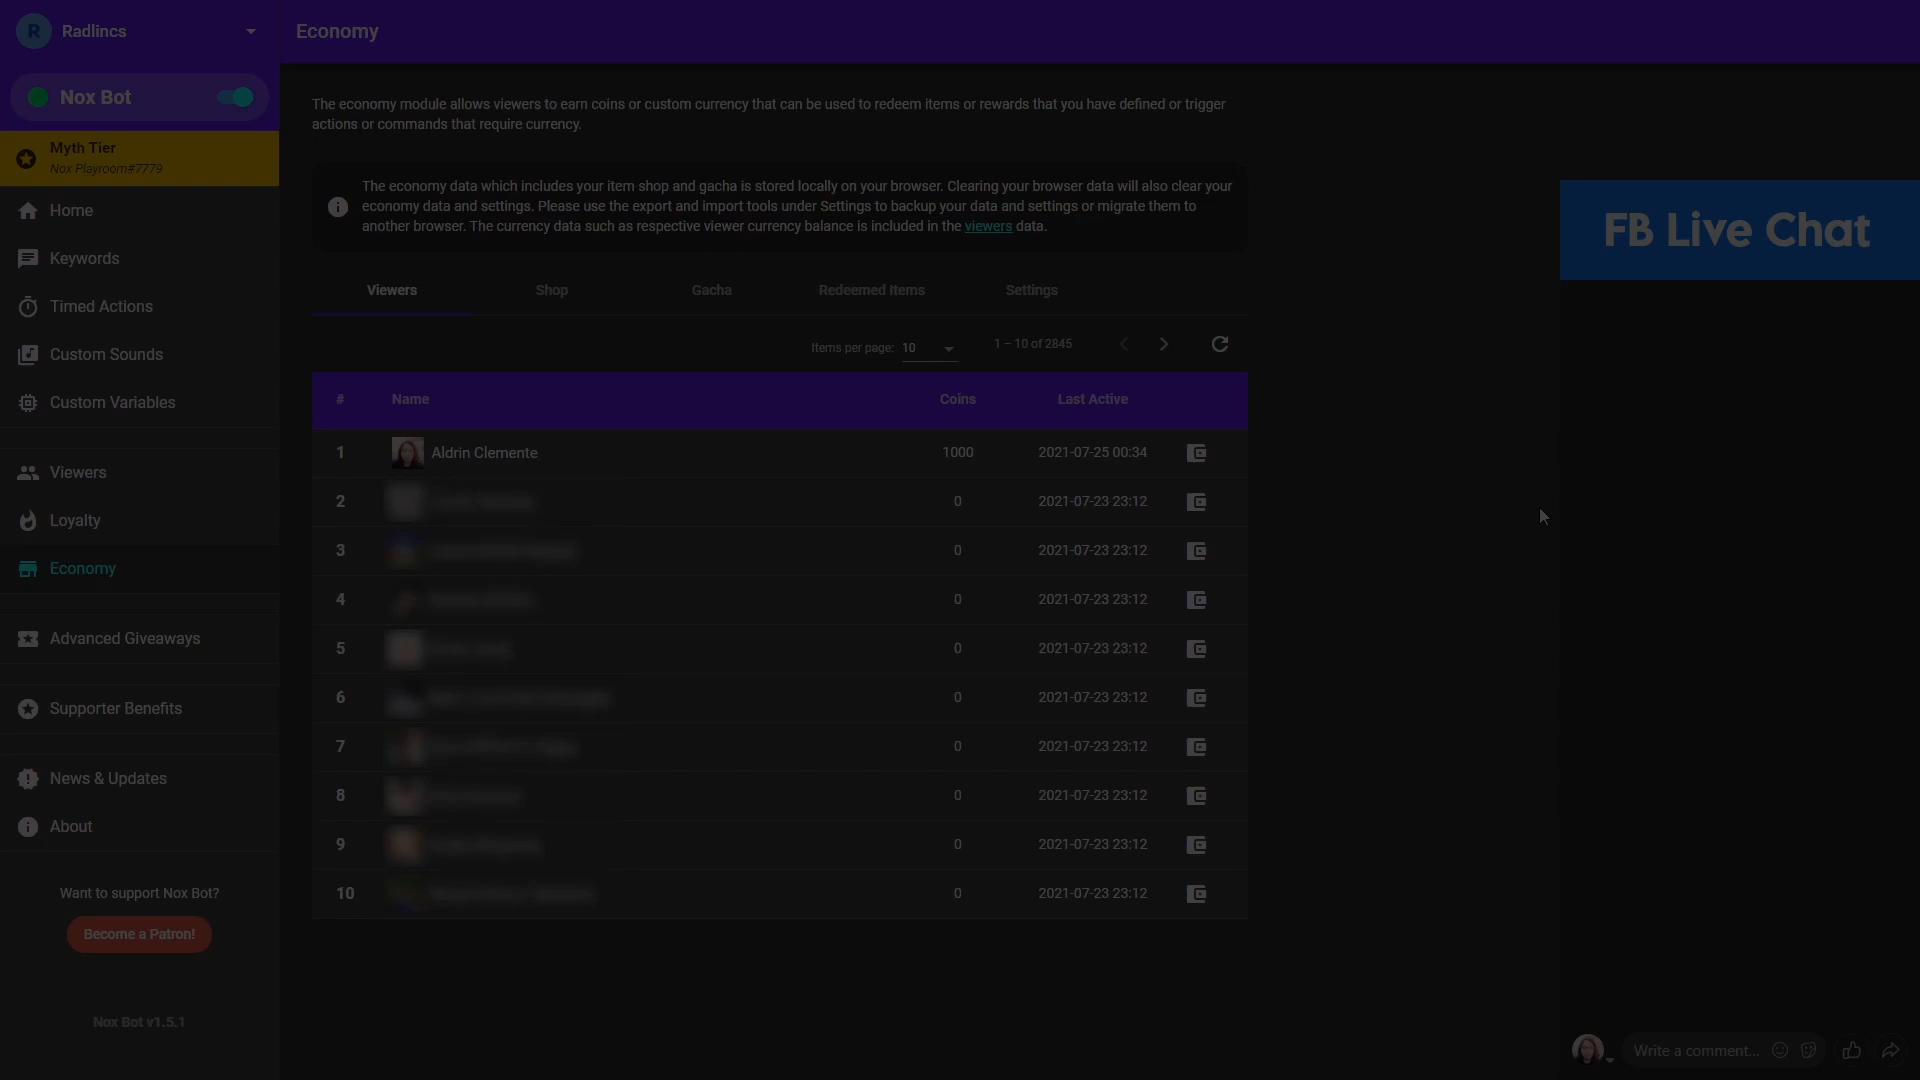 R Radlincs
Economy
Nox Bot
Myth Tier
Nox Playroom#7779
Home
Keywords
Timed Actions
Custom Sounds
Custom Variables
Viewers
Loyalty
Economy
Advanced Giveaways
Supporter Benefits
News & Updates
About
Want to support Nox Bot?
Become a Patron!
Nox Bot v1.5.1
The economy module allows viewers to earn coins or custom currency that can be used to redeem items or rewards that you have defined or trigger
actions or commands that require currency.
The economy data which includes your item shop and gacha is stored locally on your browser. Clearing your browser data will also clear your
economy data and settings. Please use the export and import tools under Settings to backup your data and settings or migrate them to
another browser. The currency data such as respective viewer currency balance is included in the viewers data.
Viewers Shop Gacha Redeemed Items Settings
Items per page: 10 1 – 10 of 2845
# Name Coins Last Active
1 Aldrin Clemente 1000 2021-07-25 00:34
2 0 2021-07-23 23:12
3 0 2021-07-23 23:12
4 0 2021-07-23 23:12
5 0 2021-07-23 23:12
6 0 2021-07-23 23:12
7 0 2021-07-23 23:12
8 0 2021-07-23 23:12
9 0 2021-07-23 23:12
10 0 2021-07-23 23:12
FB Live Chat
Write a comment...